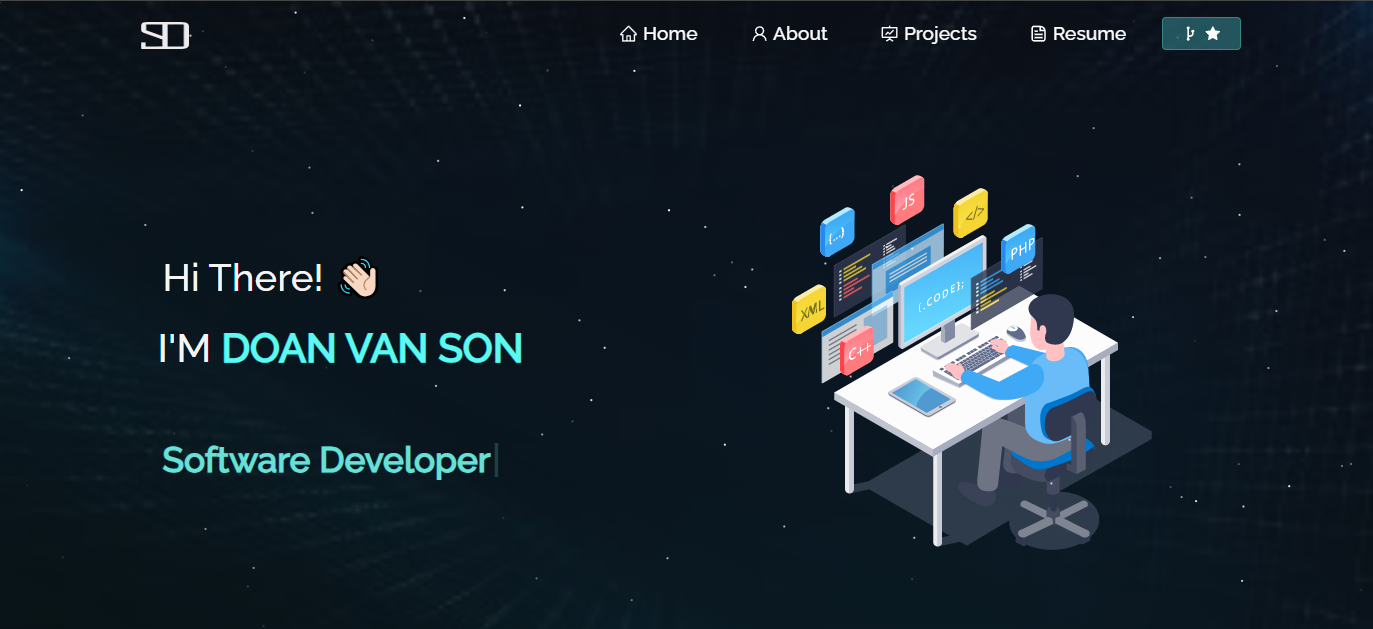 SD
Home
About
Projects
Resume
Hi There!
I'M DOAN VAN SON
Software Developer
{...}
JS
</>
PHP
XML
{.CODE};
C++